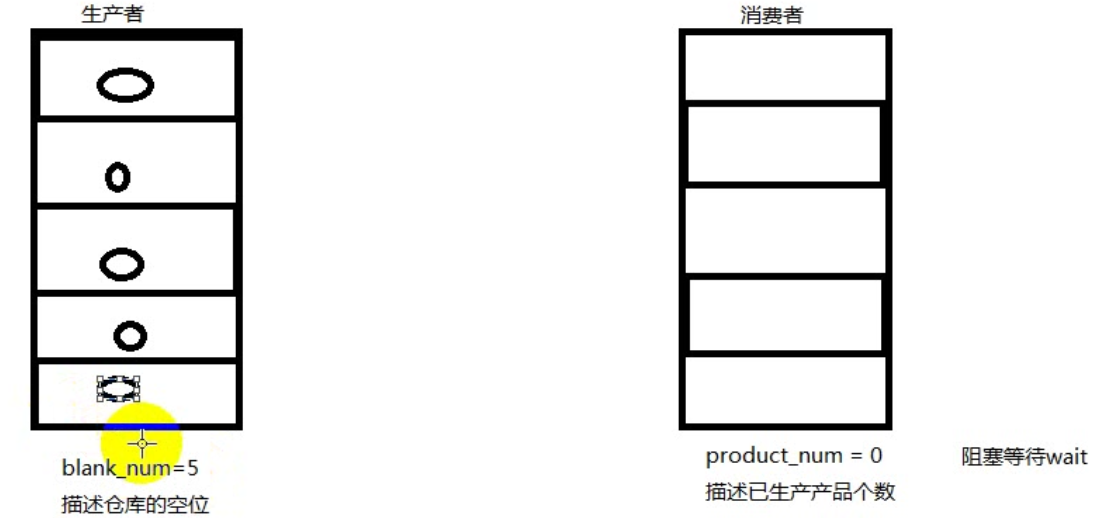 生产者
消费者
blank_num=5
描述仓库的空位
product_num = 0
描述已生产产品个数
阻塞等待wait